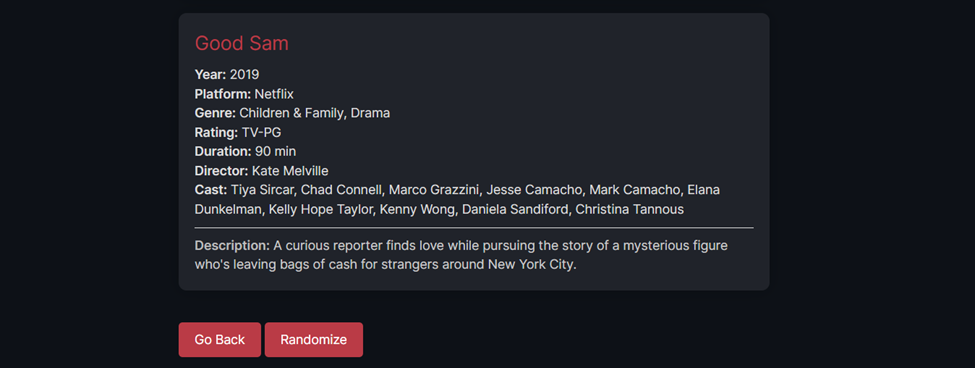 Good Sam
Year: 2019
Platform: Netflix
Genre: Children & Family, Drama
Rating: TV-PG
Duration: 90 min
Director: Kate Melville
Cast: Tiya Sircar, Chad Connell, Marco Grazzini, Jesse Camacho, Mark Camacho, Elana
Dunkelman, Kelly Hope Taylor, Kenny Wong, Daniela Sandiford, Christina Tannous
Description: A curious reporter finds love while pursuing the story of a mysterious figure
who's leaving bags of cash for strangers around New York City.
Go Back Randomize